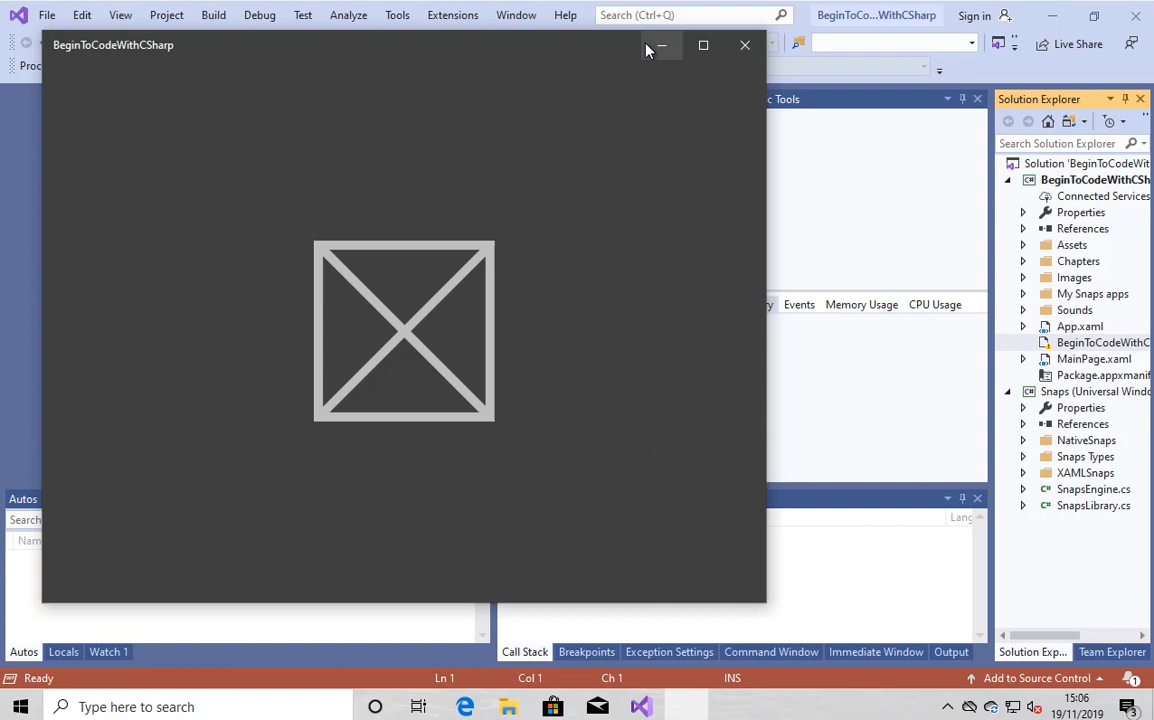 File Edit View Project Build Debug Test Analyze Tools Extensions Window Help Search (Ctrl+Q) BeginToCo...WithCSharp Sign in
Live Share
Proc
BeginToCodeWithCSharp
c Tools
Events Memory Usage CPU Usage
Solution Explorer
Search Solution Explorer
Solution 'BeginToCodeWit
BeginToCodeWithCSh
Connected Services
Properties
References
Assets
Chapters
Images
My Snaps apps
Sounds
App.xaml
BeginToCodeWithC
MainPage.xaml
Package.appxmanif
Snaps (Universal Windo
Properties
References
NativeSnaps
Snaps Types
XAMLSnaps
SnapsEngine.cs
SnapsLibrary.cs
Autos
Search
Nam
Lang
Autos Locals Watch 1
Call Stack Breakpoints Exception Settings Command Window Immediate Window Output
Solution Exp... Team Explorer
Ready Ln 1 Col 1 Ch 1 INS Add to Source Control 1
Type here to search
15:06
19/11/2019
3